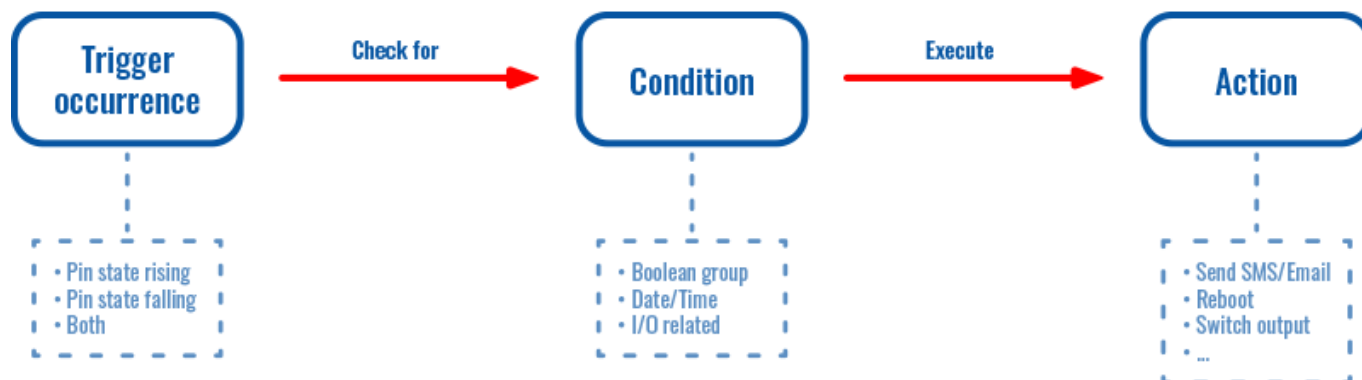 Trigger
occurrence
Check for
Condition
Execute
Action
• Pin state rising
• Pin state falling
• Both
• Boolean group
• Date/Time
• I/O related
• Send SMS/Email
• Reboot
• Switch output
• ...